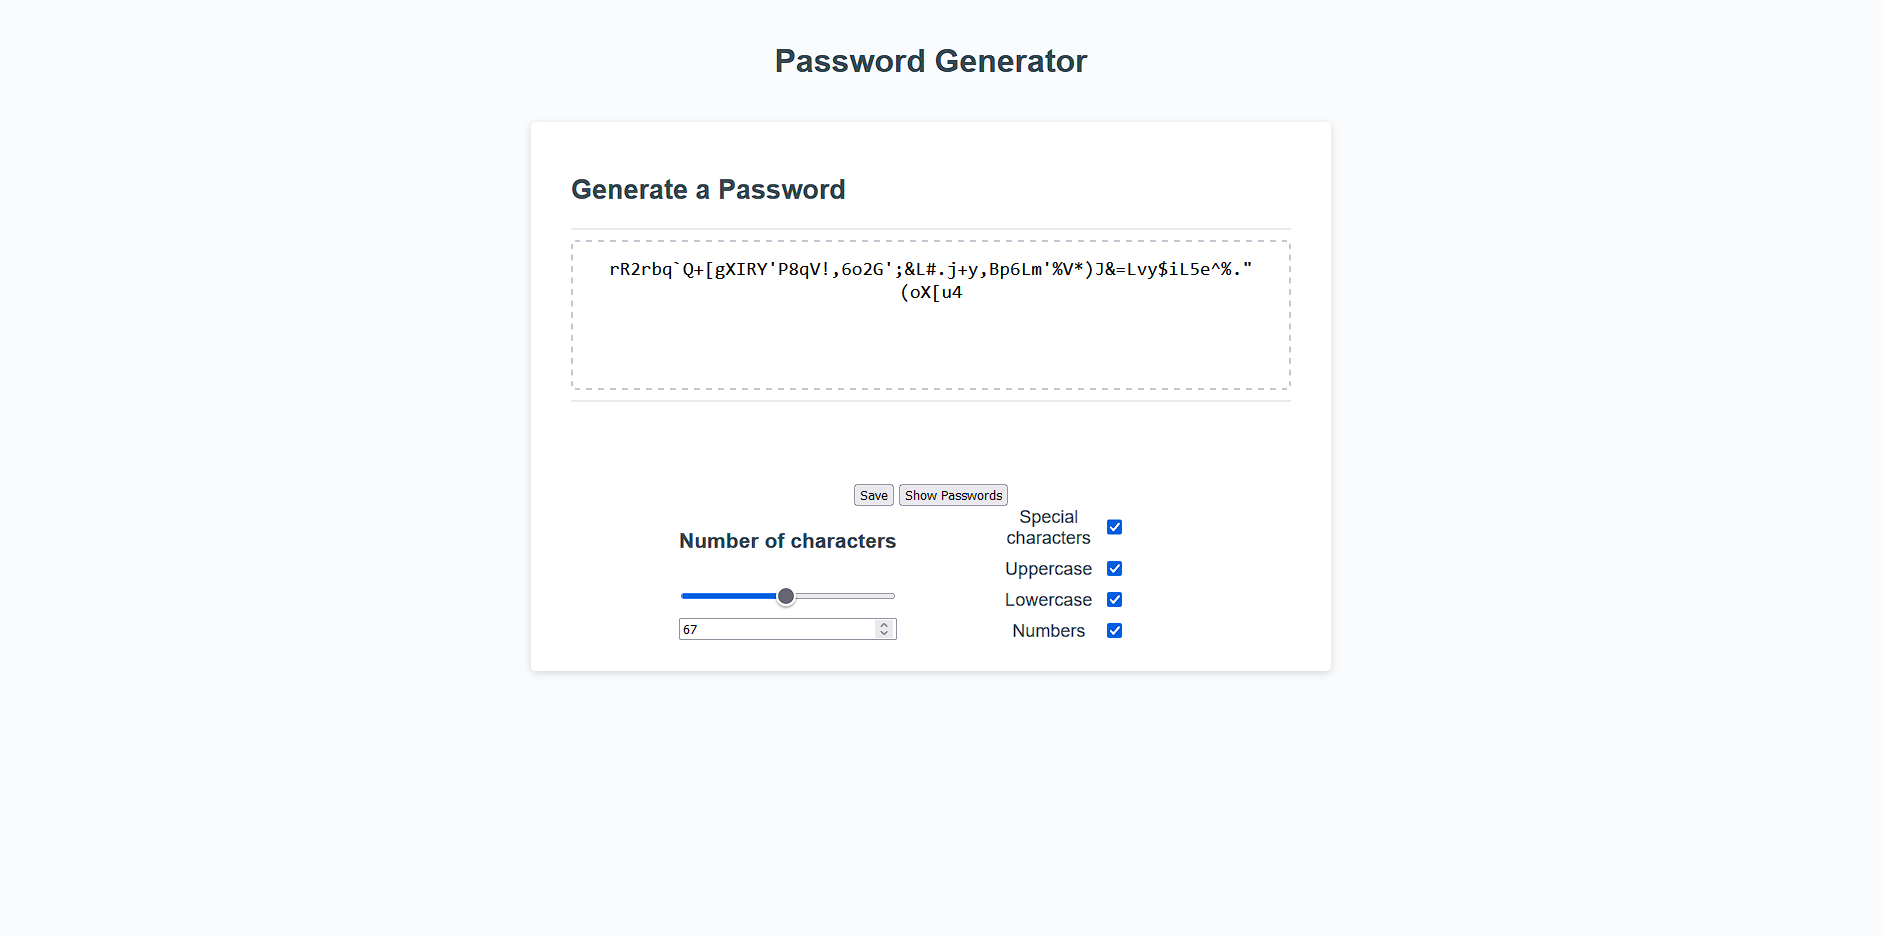 Password Generator
Generate a Password
rR2rbq`Q+[gXIRY'P8qV!,6o2G';&L#.j+y,Bp6Lm'%V*)J&=Lvy$iL5e^%."
(oX[u4
Save Show Passwords
Special
characters
Number of characters
Uppercase
Lowercase
67
Numbers